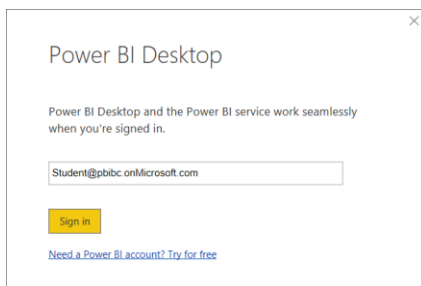 Power BI Desktop
Power BI Desktop and the Power BI service work seamlessly
when you're signed in.
Student@pbibc.onMicrosoft.com
Sign in
Need a Power BI account? Try for free